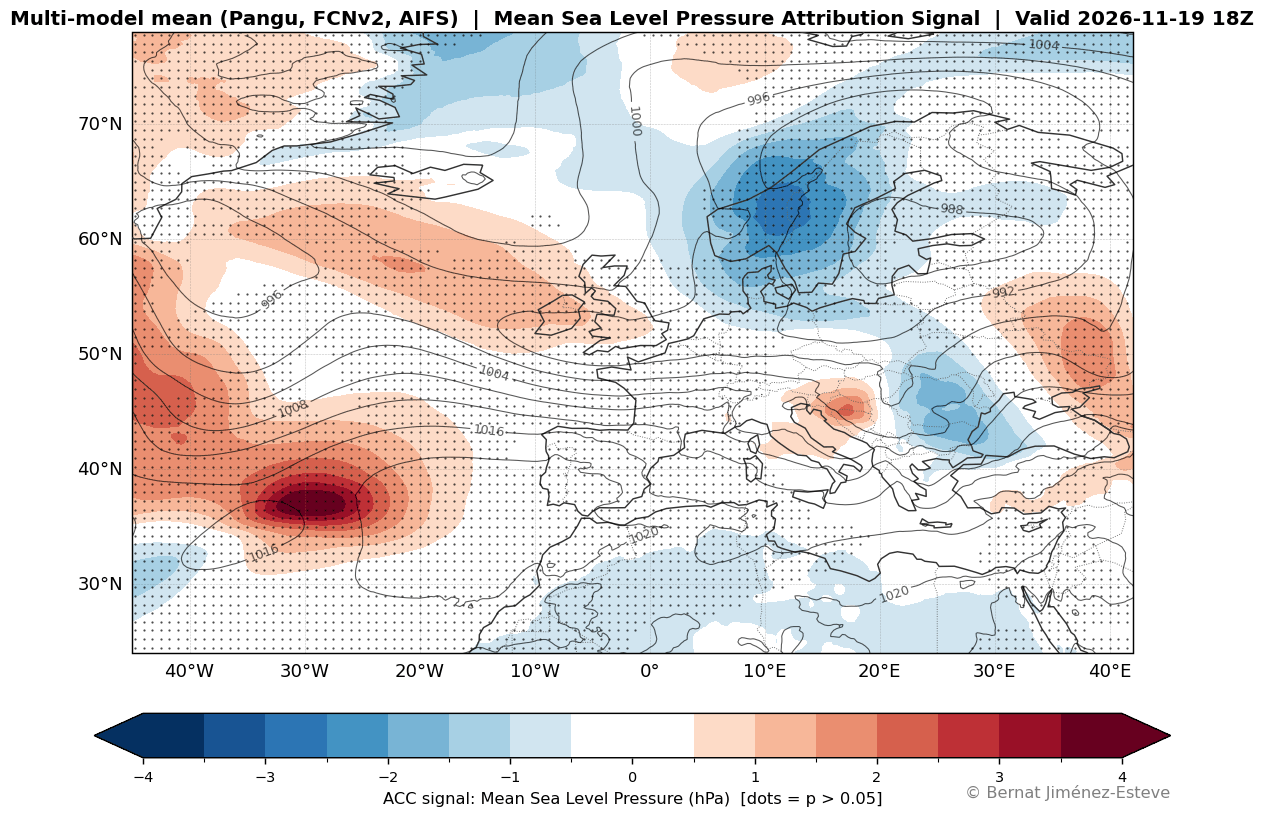 Multi-model mean (Pangu, FCNv2, AIFS)  |  Mean Sea Level Pressure Attribution Signal  |  Valid 2026-11-19 18Z
1004
996
1000
70°N
988
60°N
996
992
50°N
1004
1008
1016
40°N
1016
1020
30°N
1020
40°W 30°W 20°W 10°W 0° 10°E 20°E 30°E 40°E
−4 −3 −2 −1 0 1 2 3 4
ACC signal: Mean Sea Level Pressure (hPa)  [dots = p > 0.05]
© Bernat Jiménez-Esteve